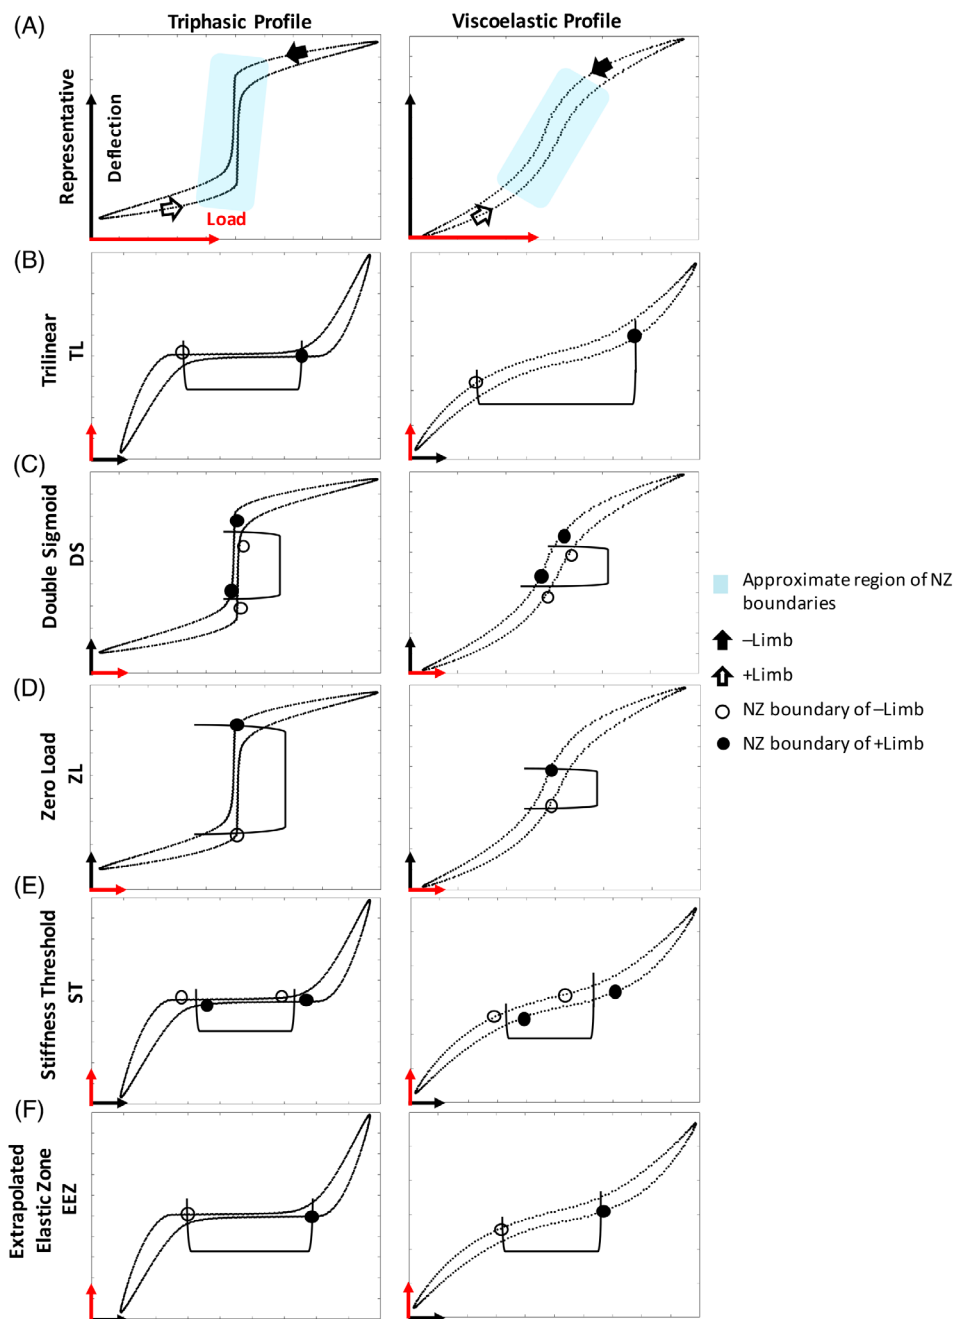 (A)
Triphasic Profile
Viscoelastic Profile
Representative
Deflection
Load
(B)
Trilinear
TL
(C)
Double Sigmoid
DS
Approximate region of NZ
boundaries
–Limb
+Limb
NZ boundary of –Limb
NZ boundary of +Limb
(D)
Zero Load
ZL
(E)
Stiffness Threshold
ST
(F)
Extrapolated
Elastic Zone
EEZ